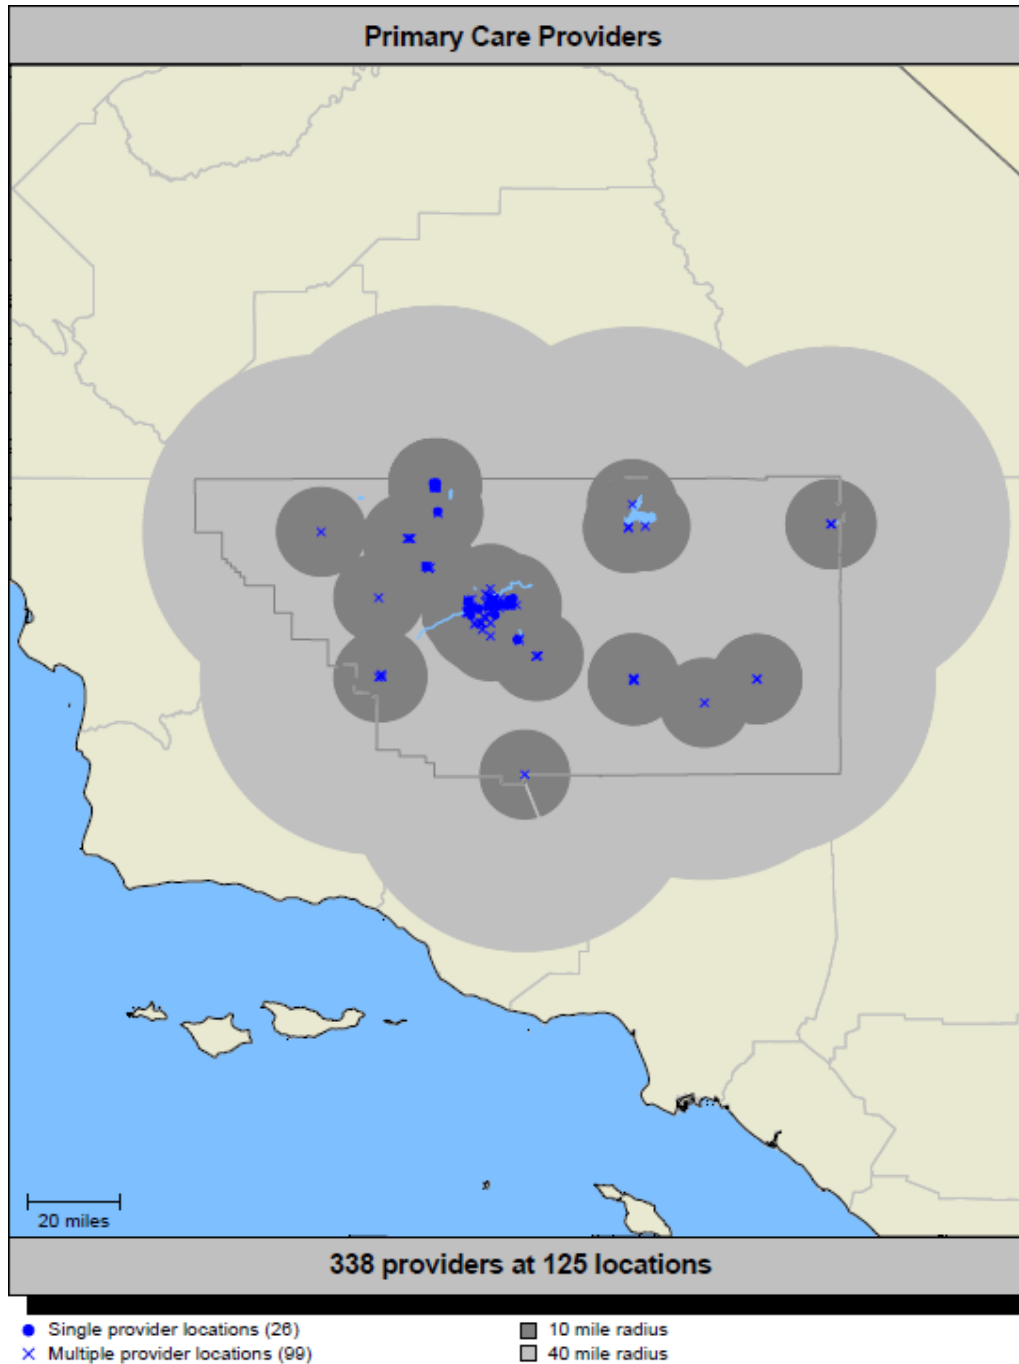 Primary Care Providers
20 miles
338 providers at 125 locations
Single provider locations (26)
10 mile radius
Multiple provider locations (99)
40 mile radius